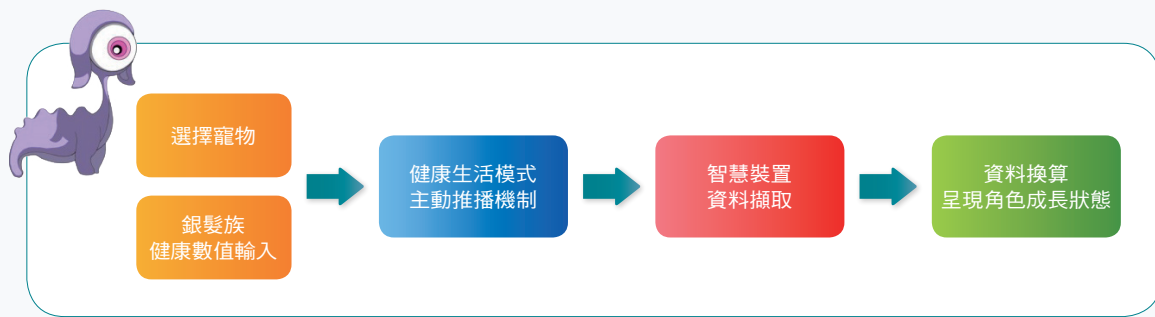 選擇寵物
銀髮族
健康數值輸入
健康生活模式
主動推播機制
智慧裝置
資料擷取
資料換算
呈現角色成長狀態